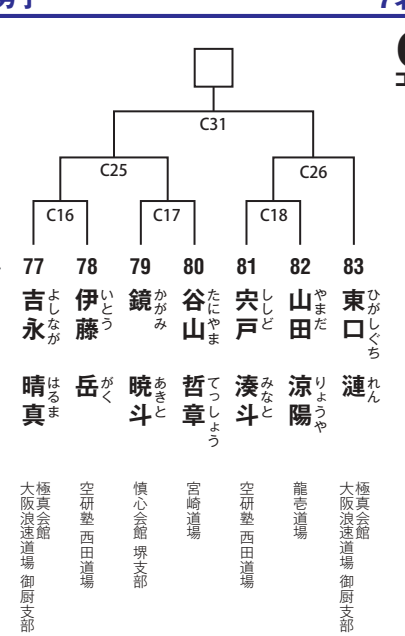 C31
C25
C26
C16
C17
C18
77
78
79
80
81
82
83
吉永 晴真
よしなが はるま
極真会館
大阪浪速道場 御厨支部
伊藤 岳
いとう がく
空研塾 西田道場
鏡 暁斗
かがみ あきと
慎心会館 堺支部
谷山 哲章
たにやま てっしょう
宮崎道場
宍戸 湊斗
ししど みなと
空研塾 西田道場
山田 涼陽
やまだ りょうや
龍壱道場
東口 漣
ひがしぐち れん
極真会館
大阪浪速道場 御厨支部